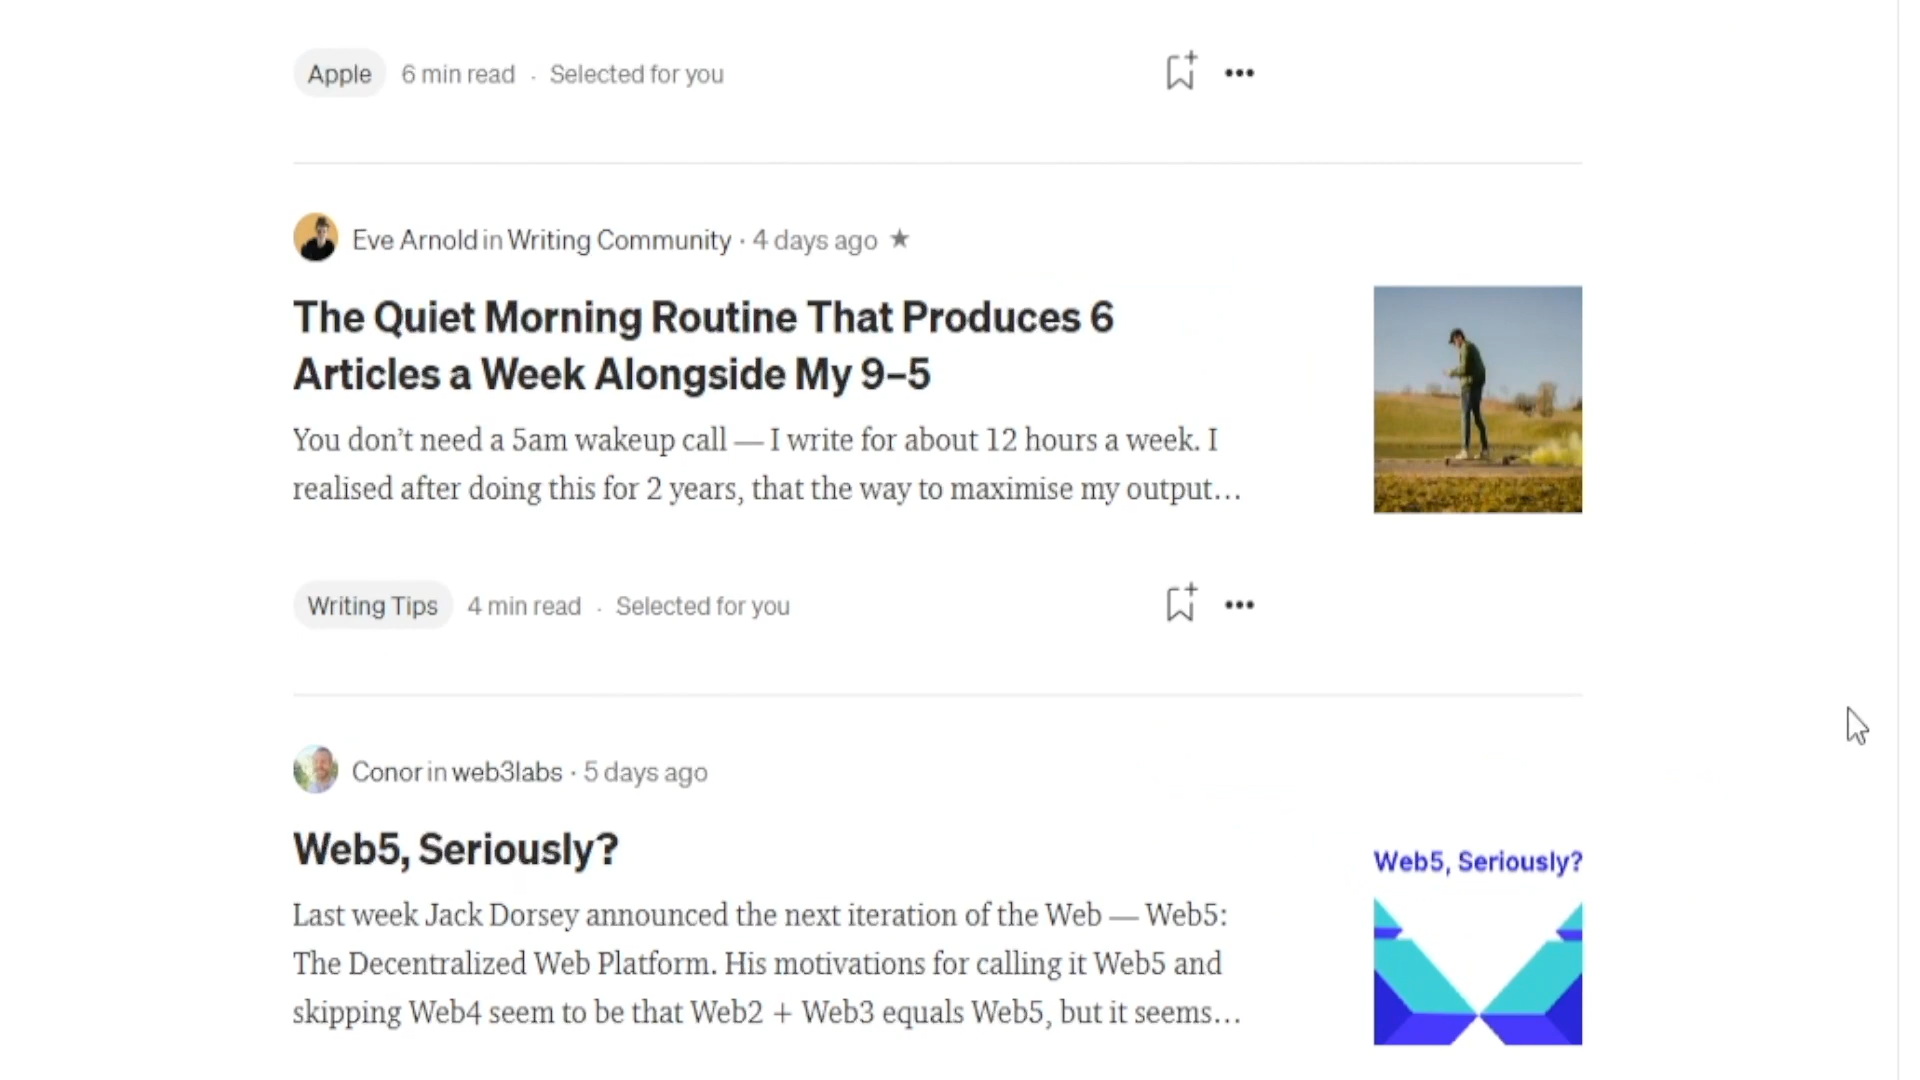 Apple 6 min read · Selected for you
Eve Arnold in Writing Community · 4 days ago ★
The Quiet Morning Routine That Produces 6
Articles a Week Alongside My 9–5
You don’t need a 5am wakeup call — I write for about 12 hours a week. I
realised after doing this for 2 years, that the way to maximise my output…
Writing Tips 4 min read · Selected for you
Conor in web3labs · 5 days ago
Web5, Seriously?
Web5, Seriously?
Last week Jack Dorsey announced the next iteration of the Web — Web5:
The Decentralized Web Platform. His motivations for calling it Web5 and
skipping Web4 seem to be that Web2 + Web3 equals Web5, but it seems…